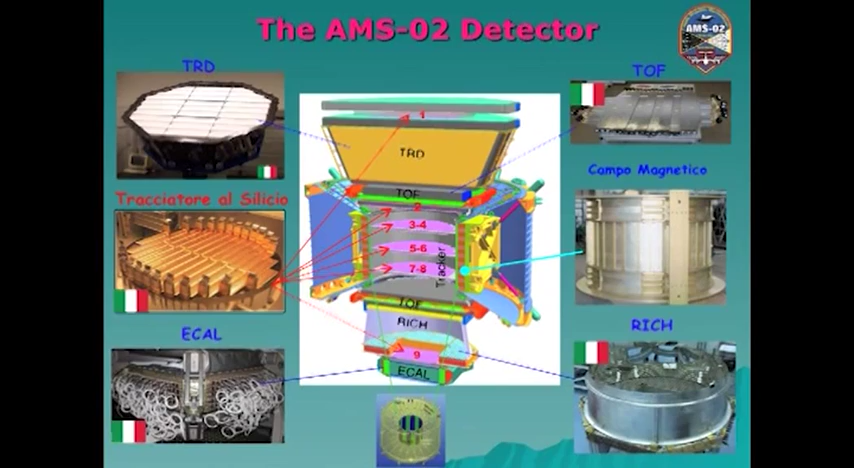 The AMS-02 Detector
AMS-02
TRD
TOF
1
TRD
Campo Magnetico
Tracciatore al Silicio
TOF
2
3-4
5-6
7-8
Tracker
TOF
RICH
ECAL
RICH
9
ECAL